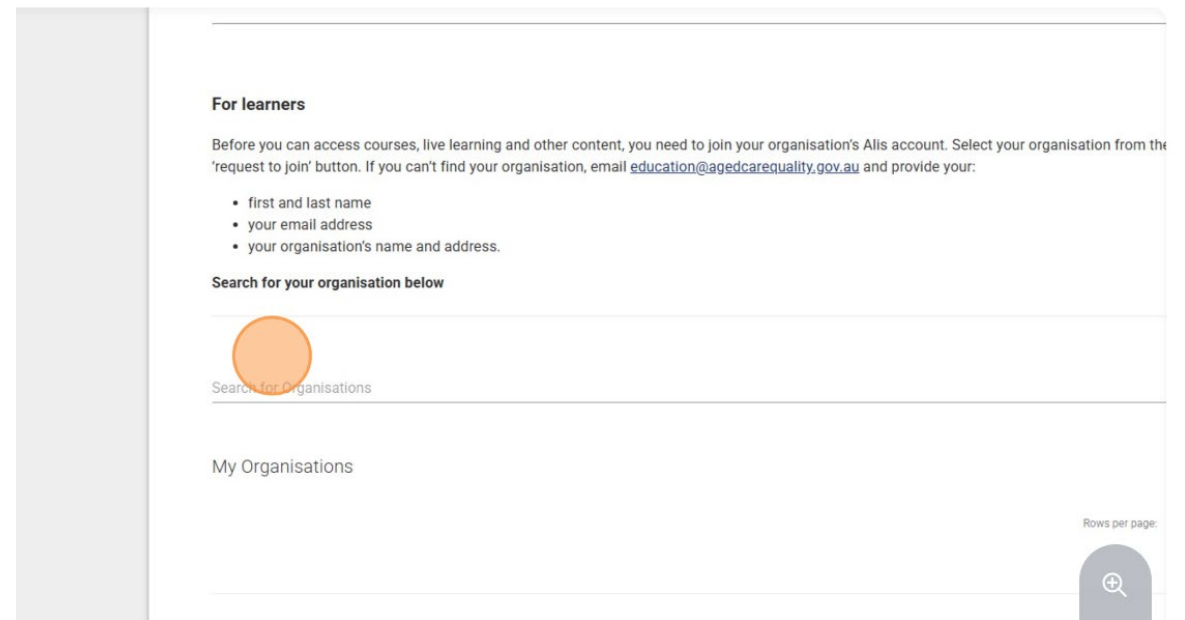 For learners
Before you can access courses, live learning and other content, you need to join your organisation's Alis account. Select your organisation from the
'request to join' button. If you can't find your organisation, email education@agedcarequality.gov.au and provide your:
• first and last name
• your email address
• your organisation's name and address.
Search for your organisation below
Search for Organisations
My Organisations
Rows per page: